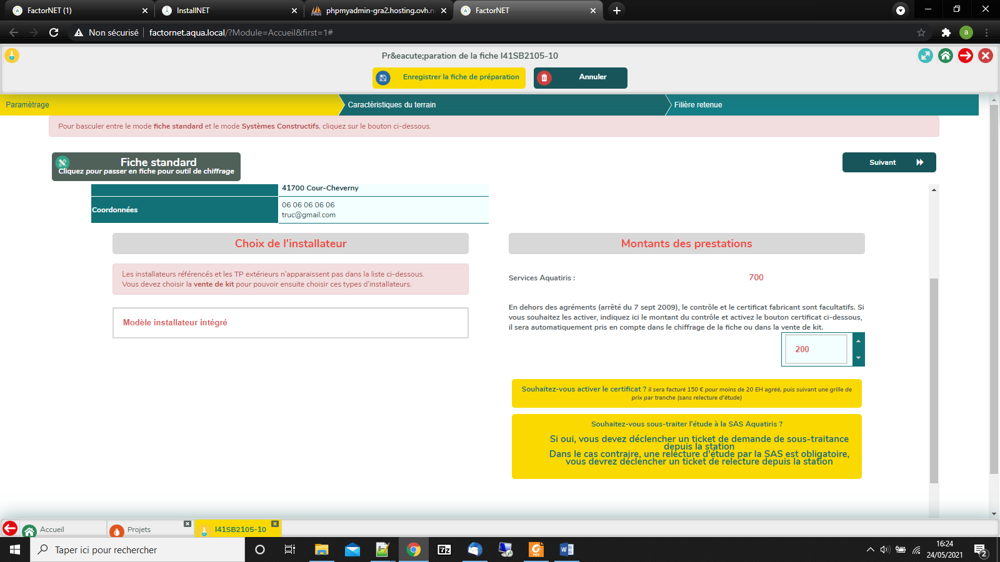 FactorNET (1)
InstallNET
phpmyadmin-gra2.hosting.ovh.n
FactorNET
Non sécurisé
factornet.aqua.local/?Module=Accueil&first=1#
a
Pr&eacute;paration de la fiche I41SB2105-10
Enregistrer la fiche de préparation
Annuler
Paramétrage
Caractéristiques du terrain
Filière retenue
Pour basculer entre le mode fiche standard et le mode Systèmes Constructifs, cliquez sur le bouton ci-dessous.
Fiche standard
Cliquez pour passer en fiche pour outil de chiffrage
Suivant
41700 Cour-Cheverny
Coordonnées
06 06 06 06 06
truc@gmail.com
Choix de l'installateur
Les installateurs référencés et les TP extérieurs n'apparaissent pas dans la liste ci-dessous.
Vous devez choisir la vente de kit pour pouvoir ensuite choisir ces types d'installateurs.
Modèle installateur intégré
Montants des prestations
Services Aquatiris :
700
En dehors des agréments (arrêté du 7 sept 2009), le contrôle et le certificat fabricant sont facultatifs. Si
vous souhaitez les activer, indiquez ici le montant du contrôle et activez le bouton certificat ci-dessous,
il sera automatiquement pris en compte dans le chiffrage de la fiche ou dans la vente de kit.
200
Souhaitez-vous activer le certificat ? il sera facturé 150 € pour moins de 20 EH agréé, puis suivant une grille de
prix par tranche (sans relecture d'étude)
Souhaitez-vous sous-traiter l'étude à la SAS Aquatiris ?
Si oui, vous devez déclencher un ticket de demande de sous-traitance
depuis la station
Dans le cas contraire, une relecture d'étude par la SAS est obligatoire,
vous devrez déclencher un ticket de relecture depuis la station
Accueil
Projets
I41SB2105-10
Taper ici pour rechercher
16:24
24/05/2021
2